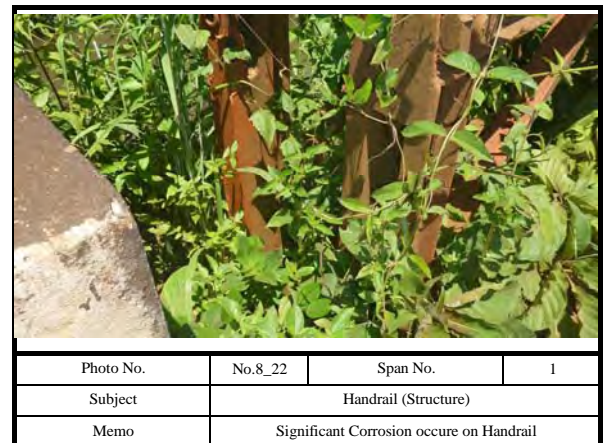 Photo No. No.8_22 Span No. 1
Subject Handrail (Structure)
Memo Significant Corrosion occure on Handrail